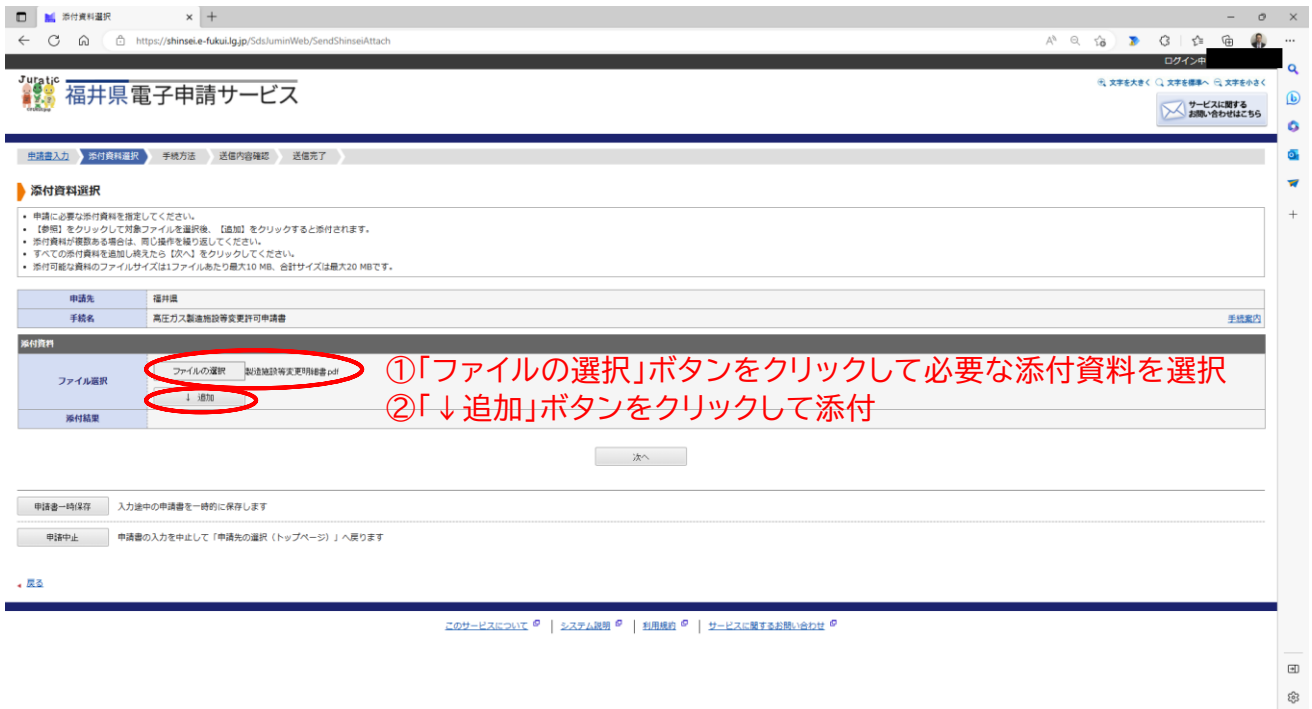 添付資料選択
https://shinsei.e-fukui.lg.jp/SdsJuminWeb/SendShinseiAttach
ログイン中
Juratic
福井県電子申請サービス
文字を大きく 文字を標準へ 文字を小さく
サービスに関する
お問い合わせはこちら
申請書入力 添付資料選択 手続方法 送信内容確認 送信完了
添付資料選択
• 申請に必要な添付資料を指定してください。
• 【参照】をクリックして対象ファイルを選択後、【追加】をクリックすると添付されます。
• 添付資料が複数ある場合は、同じ操作を繰り返してください。
• すべての添付資料を追加し終えたら【次へ】をクリックしてください。
• 添付可能な資料のファイルサイズは1ファイルあたり最大10 MB、合計サイズは最大20 MBです。
申請先 福井県
手続名 高圧ガス製造施設等変更許可申請書 手続案内
添付資料
ファイル選択 ファイルの選択 製造施設等変更明細書.pdf
↓ 追加
①「ファイルの選択」ボタンをクリックして必要な添付資料を選択
②「↓追加」ボタンをクリックして添付
添付結果
次へ
申請書一時保存 入力途中の申請書を一時的に保存します
申請中止 申請書の入力を中止して「申請先の選択（トップページ）」へ戻ります
戻る
このサービスについて | システム説明 | 利用規約 | サービスに関するお問い合わせ